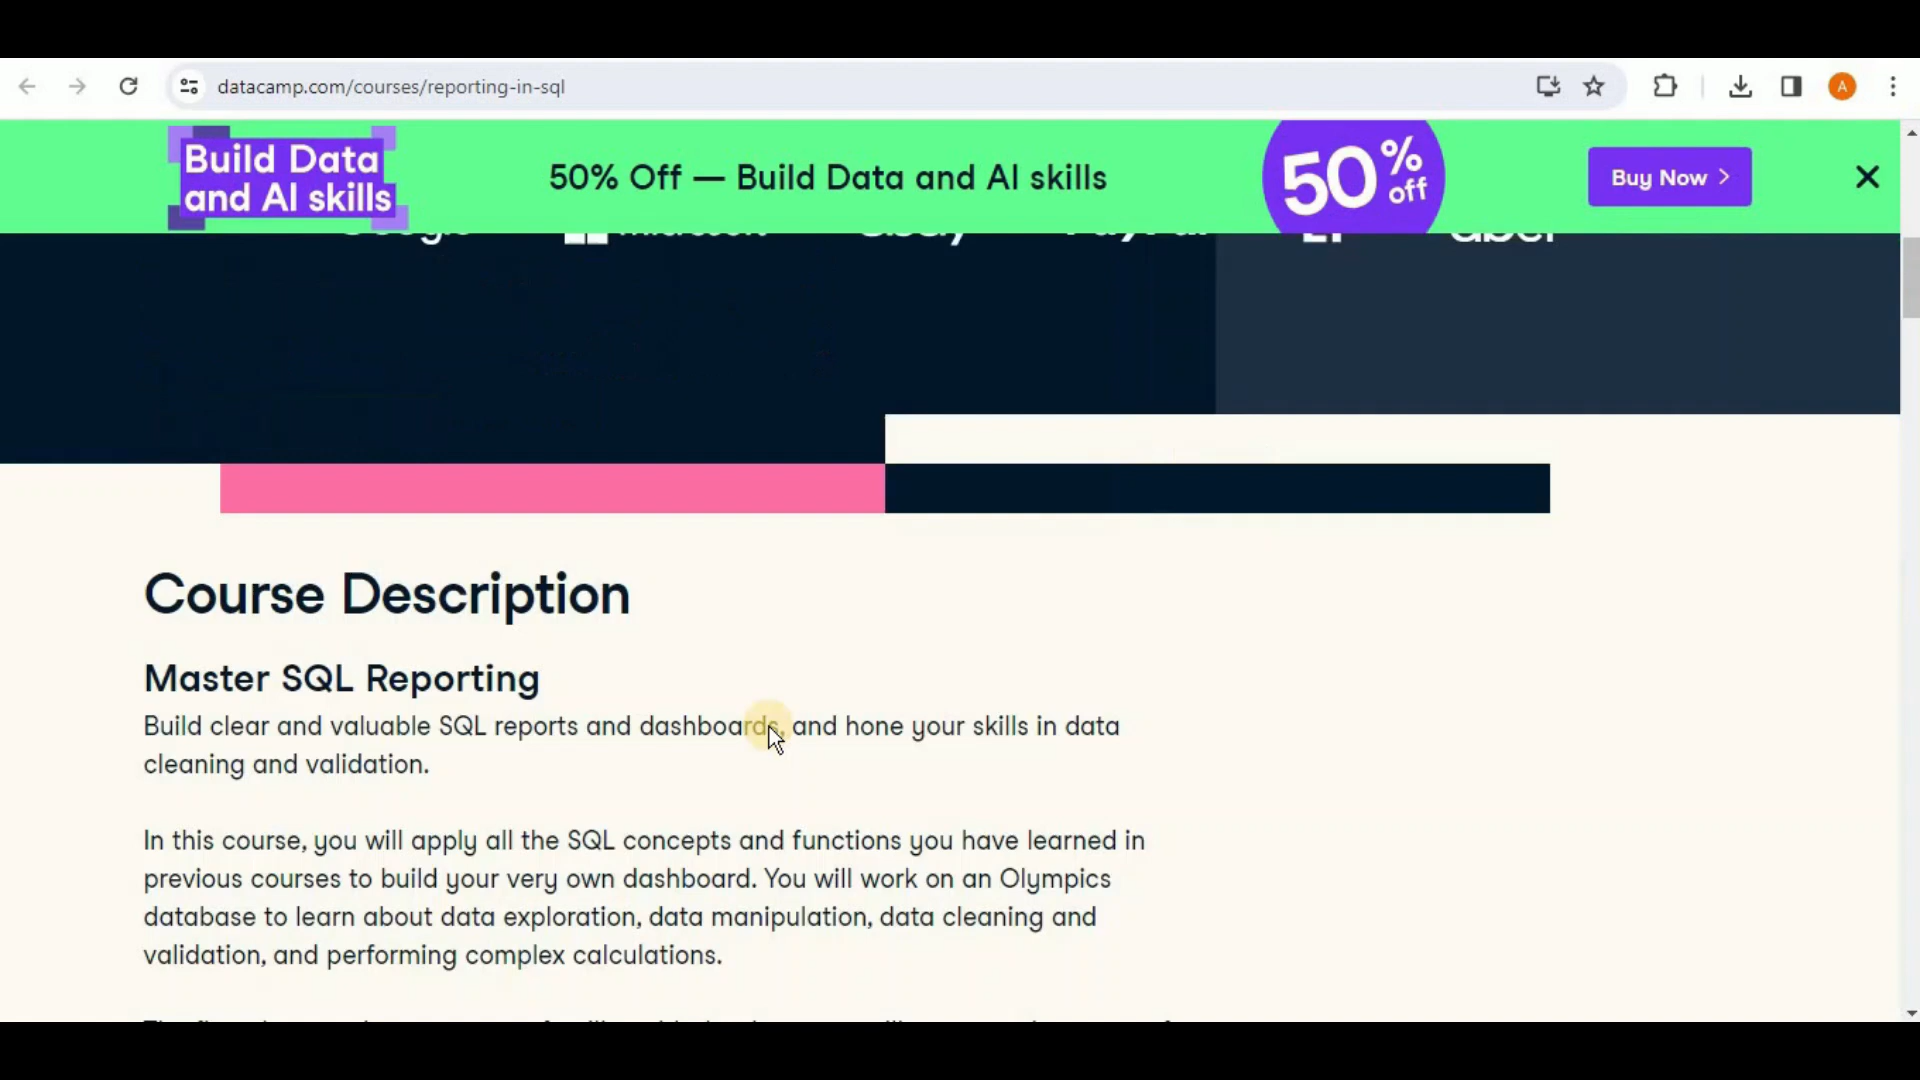 datacamp.com/courses/reporting-in-sql
A
Build Data
and AI skills
50% Off — Build Data and AI skills
50% off
Buy Now
Course Description
Master SQL Reporting
Build clear and valuable SQL reports and dashboards, and hone your skills in data
cleaning and validation.
In this course, you will apply all the SQL concepts and functions you have learned in
previous courses to build your very own dashboard. You will work on an Olympics
database to learn about data exploration, data manipulation, data cleaning and
validation, and performing complex calculations.